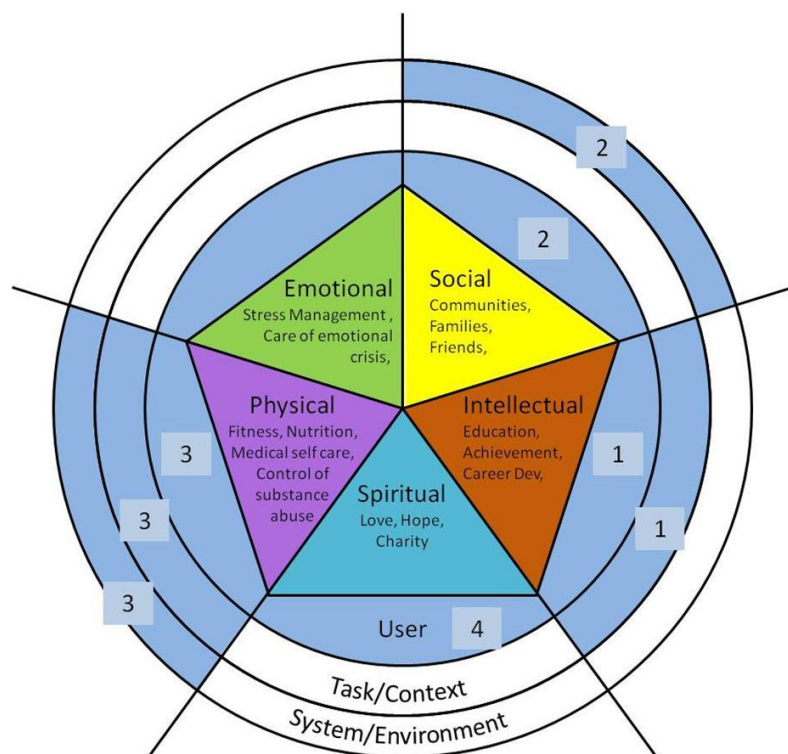 2
2
Emotional
Stress Management ,
Care of emotional
crisis,
Social
Communities,
Families,
Friends,
Physical
Fitness, Nutrition,
Medical self care,
Control of
substance
abuse
Intellectual
Education,
Achievement,
Career Dev,
3
1
Spiritual
Love, Hope,
Charity
3
1
3
User
4
Task/Context
System/Environment